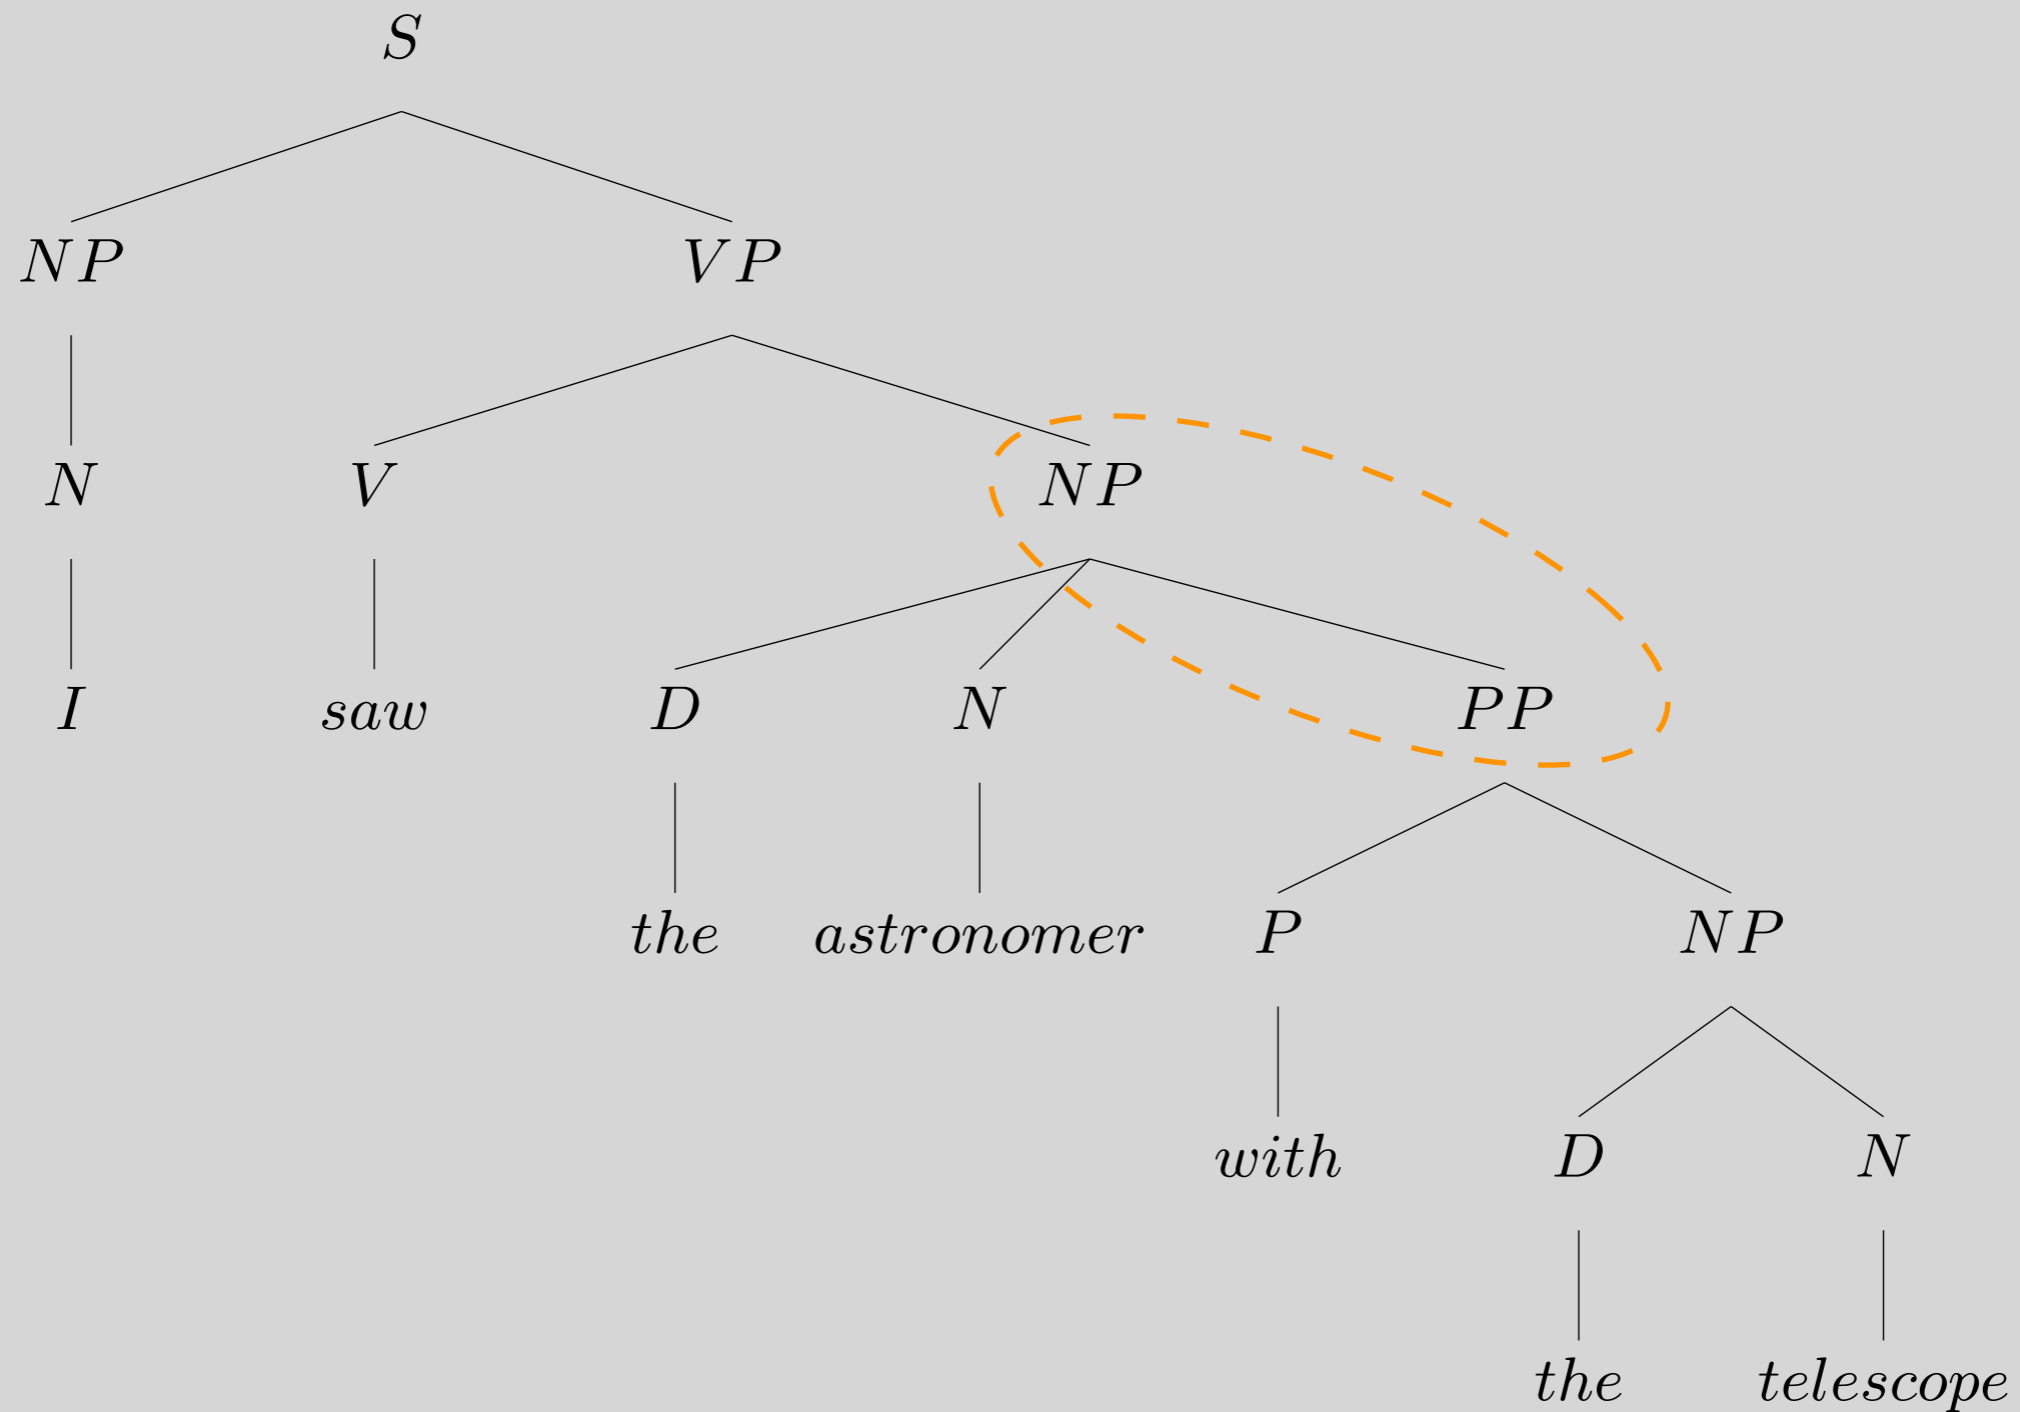 S
NP VP
N V NP
I saw D N PP
the astronomer P NP
with D N
the telescope